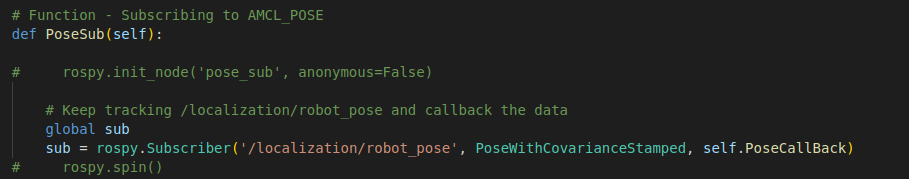 # Function - Subscribing to AMCL_POSE
def PoseSub(self):
#     rospy.init_node('pose_sub', anonymous=False)
    # Keep tracking /localization/robot_pose and callback the data
    global sub
    sub = rospy.Subscriber('/localization/robot_pose', PoseWithCovarianceStamped, self.PoseCallBack)
#     rospy.spin()